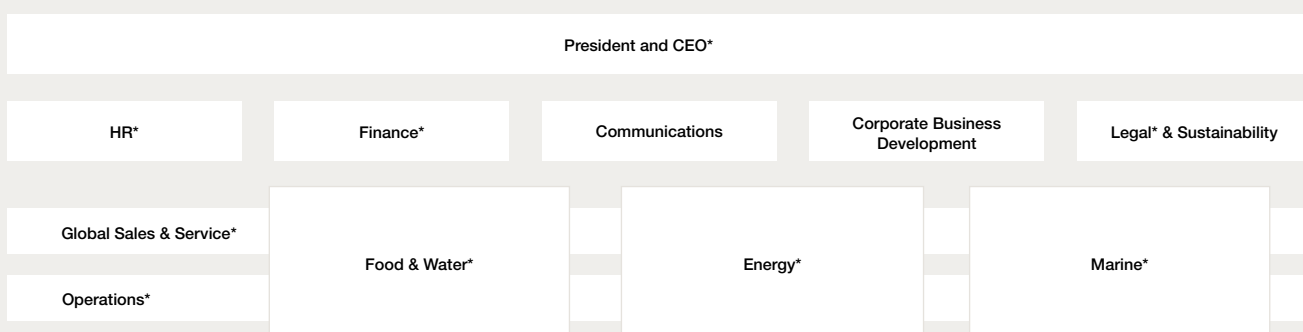 President and CEO*
HR*
Finance*
Communications
Corporate Business
Development
Legal* & Sustainability
Global Sales & Service*
Food & Water*
Energy*
Marine*
Operations*